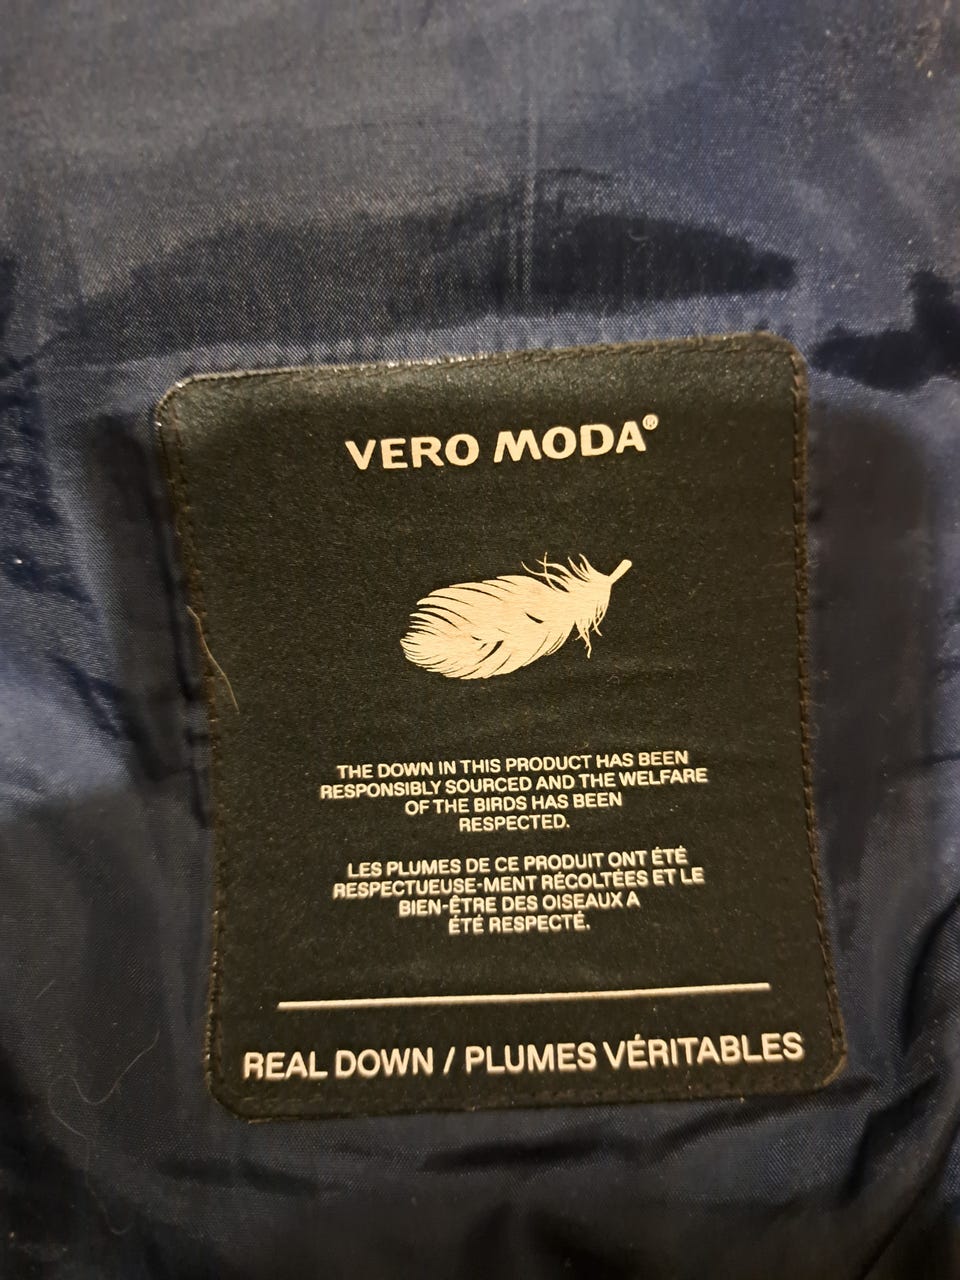 VERO MODA®
THE DOWN IN THIS PRODUCT HAS BEEN
RESPONSIBLY SOURCED AND THE WELFARE
OF THE BIRDS HAS BEEN
RESPECTED.
LES PLUMES DE CE PRODUIT ONT ÉTÉ
RESPECTUEUSE-MENT RÉCOLTÉES ET LE
BIEN-ÊTRE DES OISEAUX A
ÉTÉ RESPECTÉ.
REAL DOWN / PLUMES VÉRITABLES